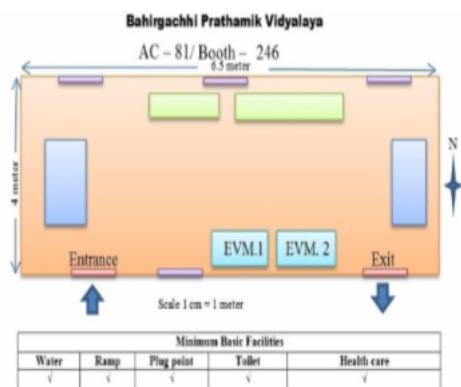 Bahirgachhi Prathamik Vidyalaya
AC – 81/ Booth – 246
6.5 meter
4 meter
N
EVM.1
EVM. 2
Entrance
Exit
Scale 1 cm = 1 meter
Minimum Basic Facilities
Water Ramp Plug point Toilet Health care
√ √ √ √ √